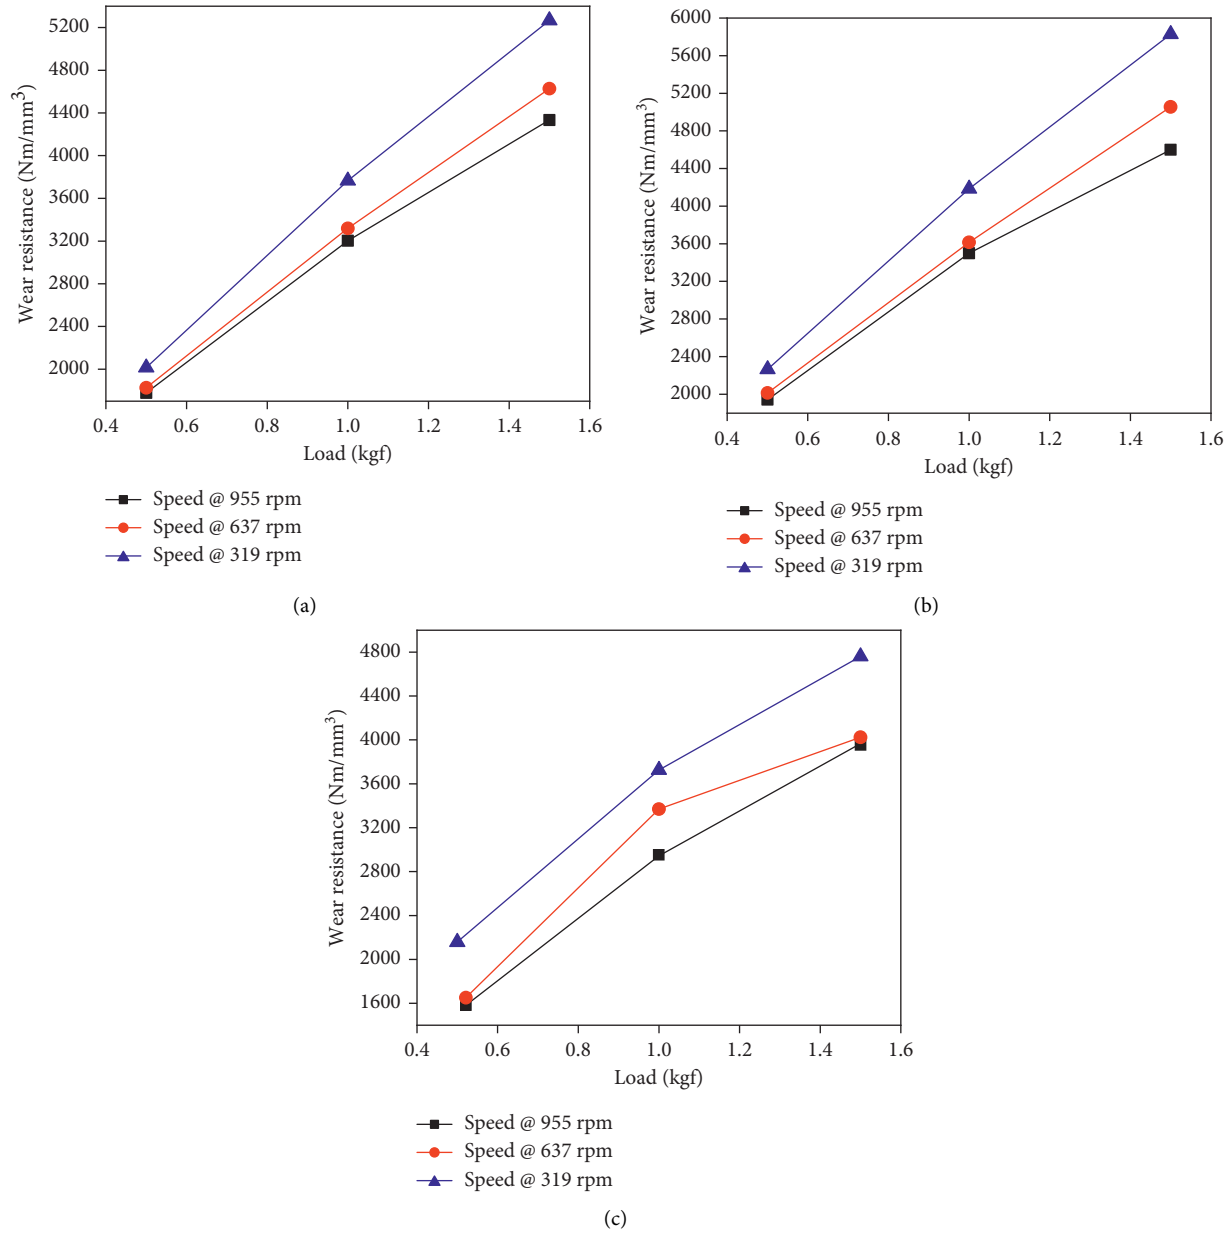 Wear resistance (Nm/mm³)
5200
4800
4400
4000
3600
3200
2800
2400
2000
0.4 0.6 0.8 1.0 1.2 1.4 1.6
Load (kgf)
Speed @ 955 rpm
Speed @ 637 rpm
Speed @ 319 rpm
(a)
Wear resistance (Nm/mm³)
6000
5600
5200
4800
4400
4000
3600
3200
2800
2400
2000
0.4 0.6 0.8 1.0 1.2 1.4 1.6
Load (kgf)
Speed @ 955 rpm
Speed @ 637 rpm
Speed @ 319 rpm
(b)
Wear resistance (Nm/mm³)
4800
4400
4000
3600
3200
2800
2400
2000
1600
0.4 0.6 0.8 1.0 1.2 1.4 1.6
Load (kgf)
Speed @ 955 rpm
Speed @ 637 rpm
Speed @ 319 rpm
(c)